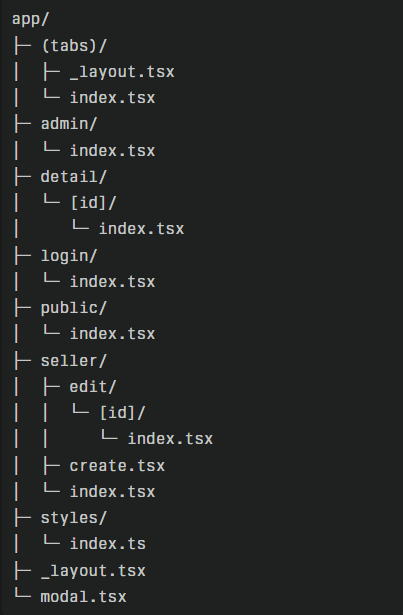 app/
├─ (tabs)/
│  ├─ _layout.tsx
│  └─ index.tsx
├─ admin/
│  └─ index.tsx
├─ detail/
│  └─ [id]/
│     └─ index.tsx
├─ login/
│  └─ index.tsx
├─ public/
│  └─ index.tsx
├─ seller/
│  ├─ edit/
│  │  └─ [id]/
│  │     └─ index.tsx
│  ├─ create.tsx
│  └─ index.tsx
├─ styles/
│  └─ index.ts
├─ _layout.tsx
└─ modal.tsx